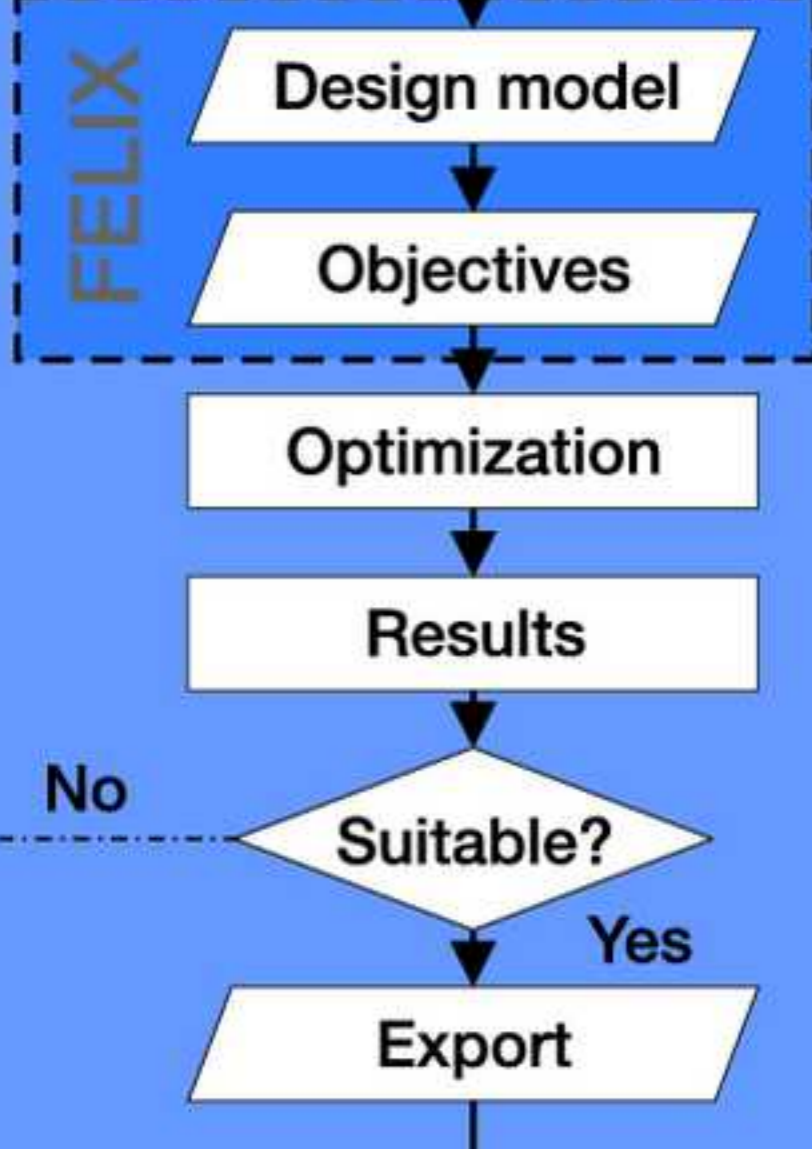 FELIX
Design model
Objectives
Optimization
Results
No
Suitable?
Yes
Export